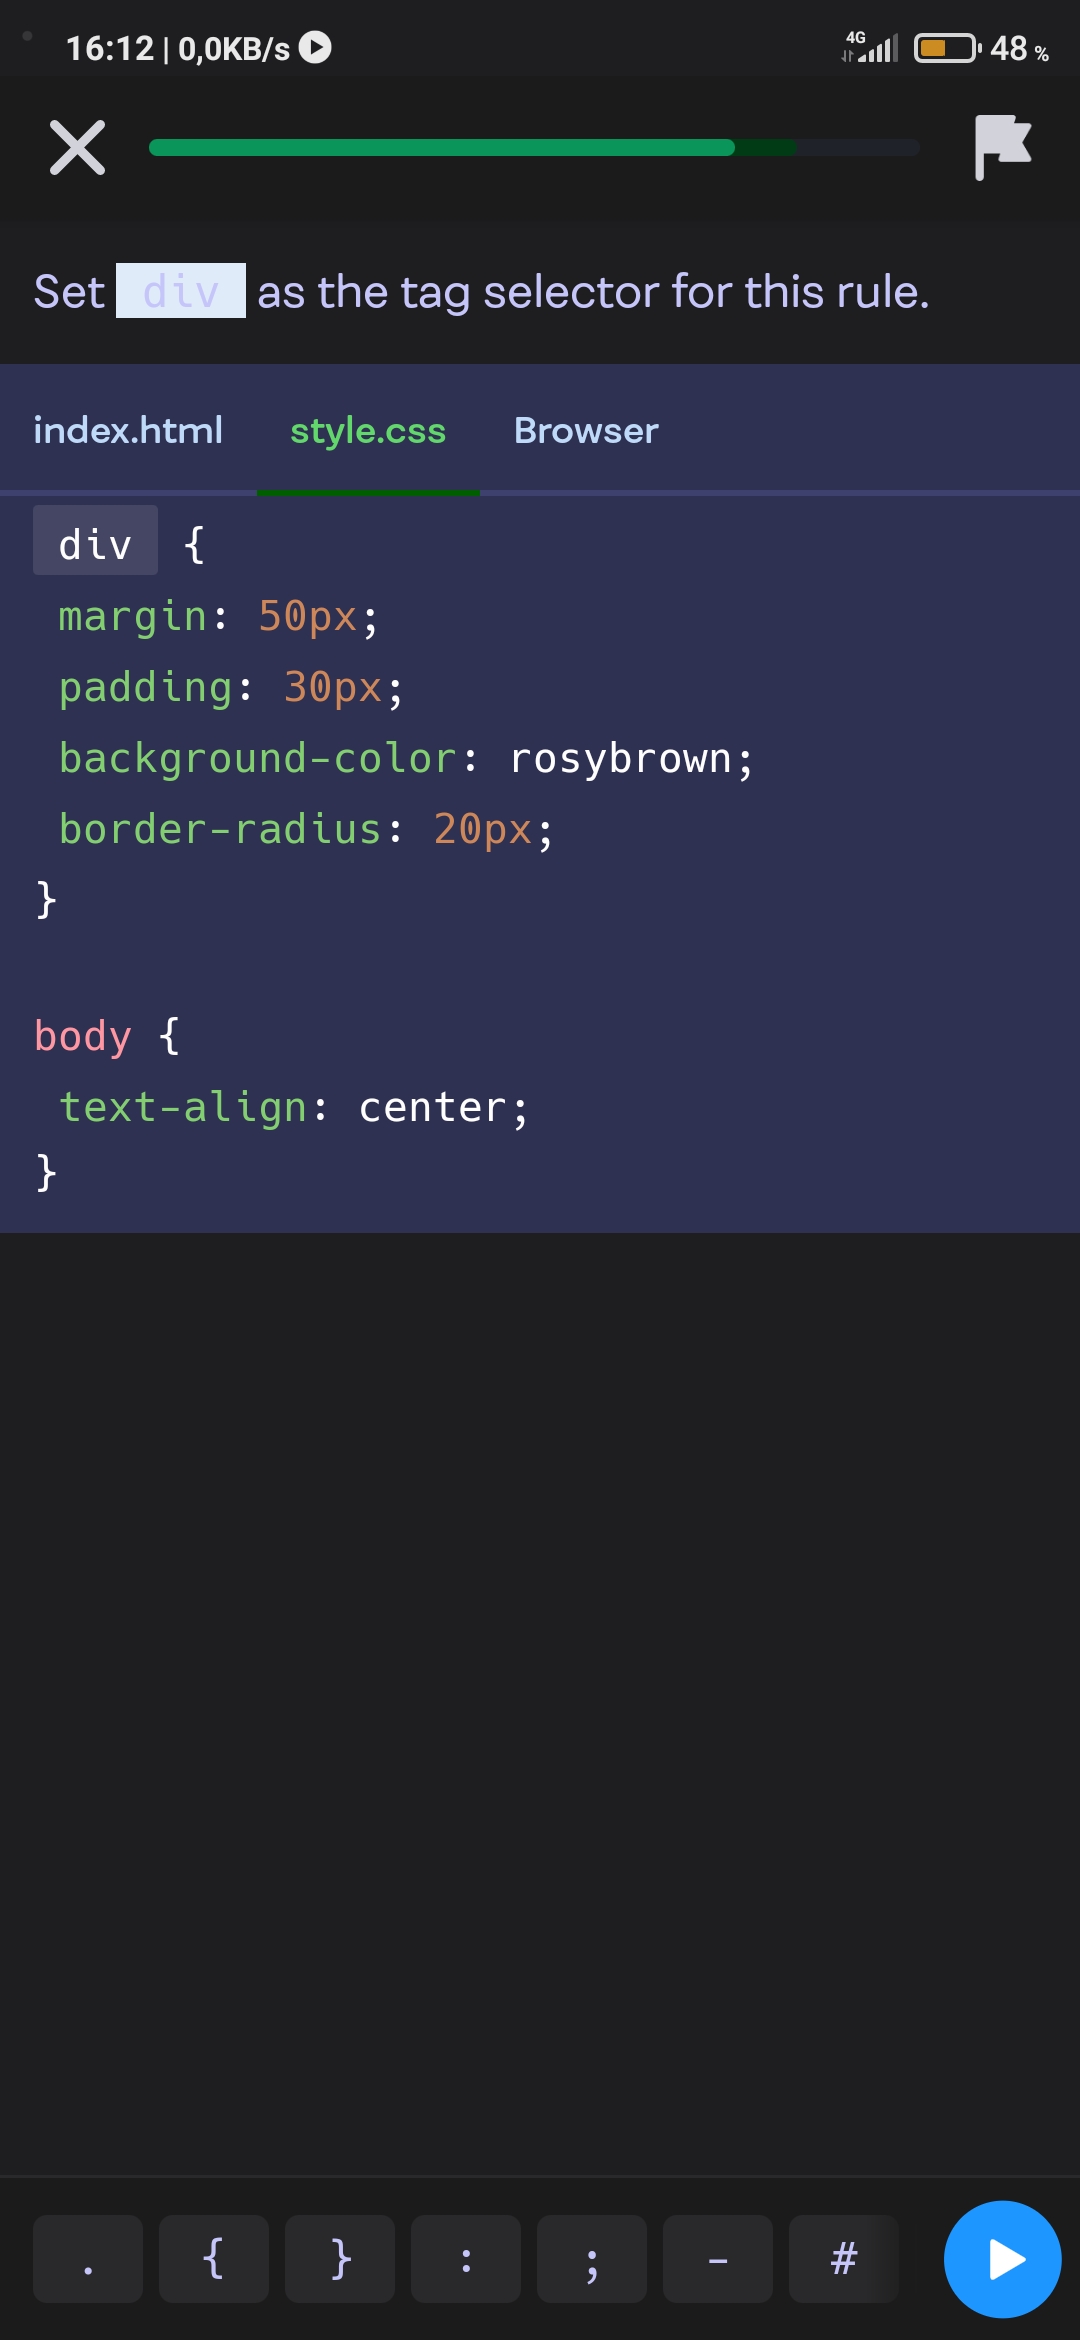 16:12 | 0,0KB/s 4G 48 %
Set div as the tag selector for this rule.
index.html style.css Browser
div {
margin: 50px;
padding: 30px;
background-color: rosybrown;
border-radius: 20px;
}
body {
text-align: center;
}
. { } : ; - #